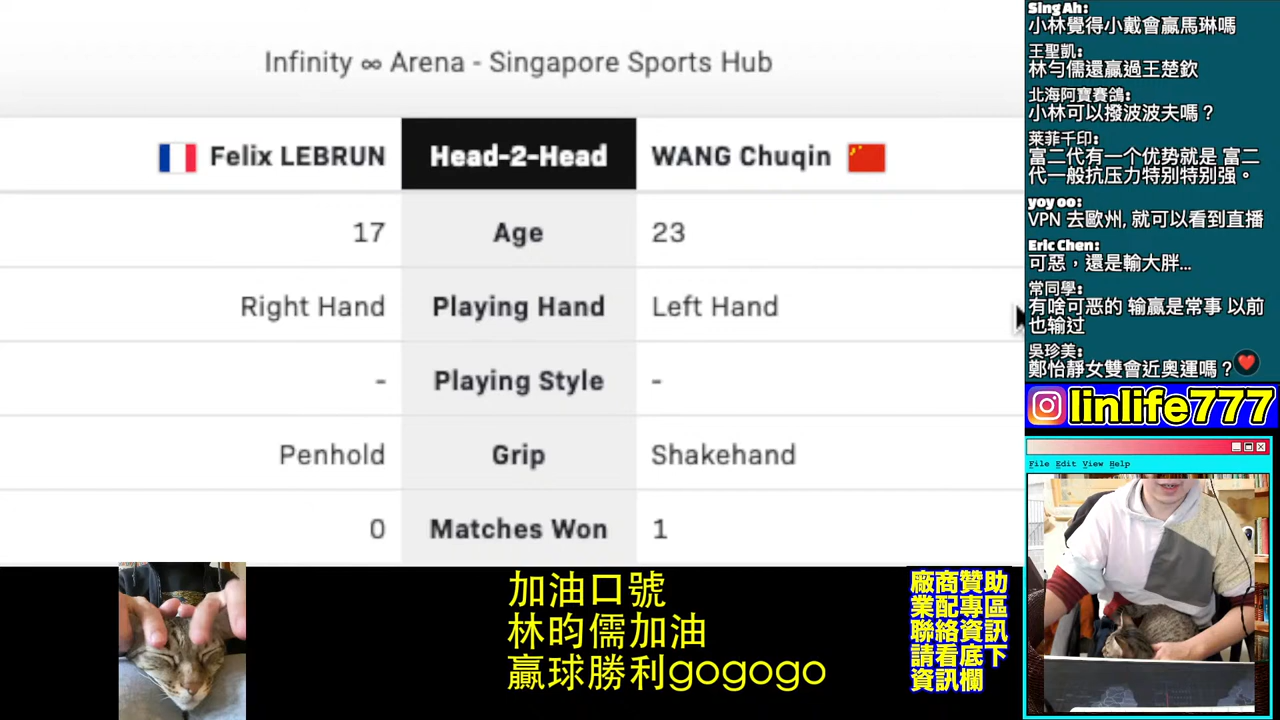 Infinity ∞ Arena - Singapore Sports Hub
Felix LEBRUN Head-2-Head WANG Chuqin
17 Age 23
Right Hand Playing Hand Left Hand
- Playing Style -
Penhold Grip Shakehand
0 Matches Won 1
加油口號
林昀儒加油
贏球勝利gogogo
廠商贊助
業配專區
聯絡資訊
請看底下
資訊欄
Sing Ah:
小林覺得小戴會贏馬琳嗎
王聖凱:
林勻儒還贏過王楚欽
北海阿寶賽鴿:
小林可以撥波波夫嗎？
萊菲千印:
富二代有一个优势就是 富二
代一般抗压力特别特别强。
yoy oo:
VPN 去歐州, 就可以看到直播
Eric Chen:
可惡，還是輸大胖...
常同學:
有啥可恶的 输赢是常事 以前
也输过
吳珍美:
鄭怡靜女雙會近奧運嗎？
linlife777
File Edit View Help